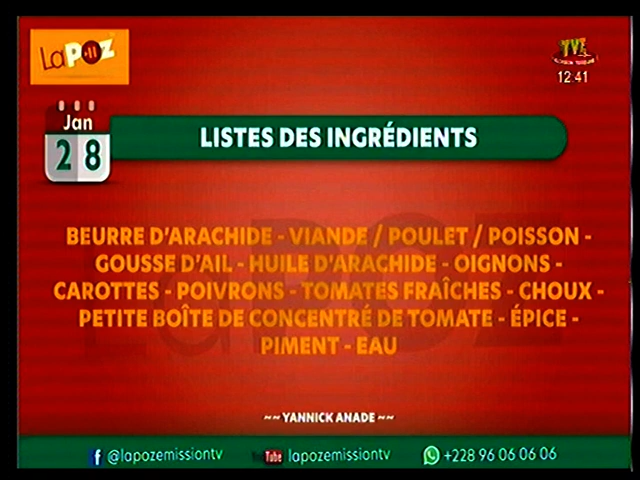 LaPOZ
TVT
12:41
Jan
28
LISTES DES INGRÉDIENTS
BEURRE D'ARACHIDE - VIANDE / POULET / POISSON -
GOUSSE D'AIL - HUILE D'ARACHIDE - OIGNONS -
CAROTTES - POIVRONS - TOMATES FRAÎCHES - CHOUX -
PETITE BOÎTE DE CONCENTRÉ DE TOMATE - ÉPICE -
PIMENT - EAU
~~ YANNICK ANADE ~~
f @lapozemissiontv
You Tube lapozemissiontv
+228 96 06 06 06